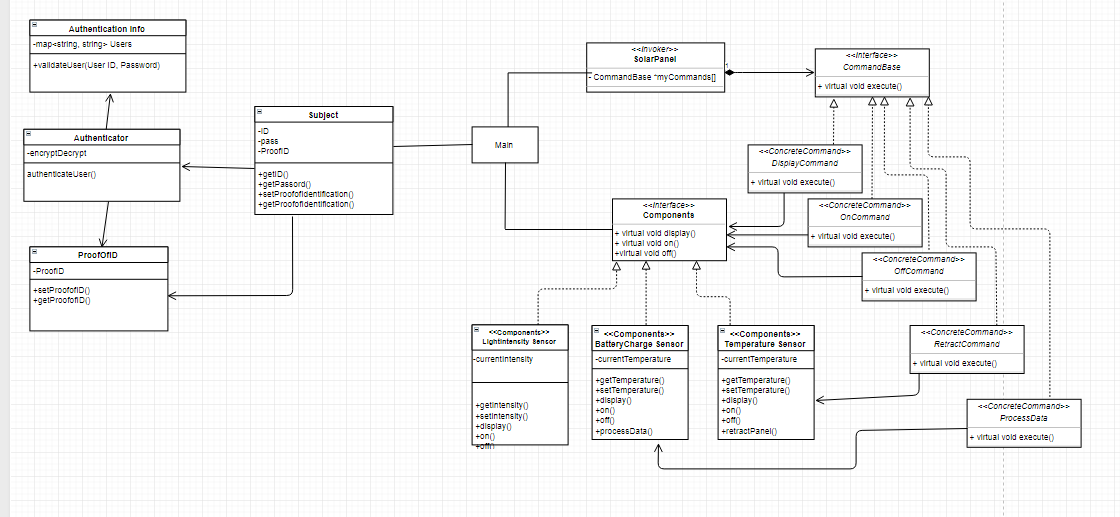 Authentication Info
-map<string, string> Users
+validateUser(User ID, Password)
Authenticator
-encryptDecrypt
authenticateUser()
ProofOfID
-ProofID
+setProofofID()
+getProofofID()
Subject
-ID
-pass
-ProofID
+getID()
+getPassord()
+setProofofIdentification()
+getProofofIdentification()
Main
<<Invoker>>
SolarPanel
- CommandBase *myCommands[]
1
<<Interface>>
CommandBase
+ virtual void execute()
<<ConcreteCommand>>
DisplayCommand
+ virtual void execute()
<<ConcreteCommand>>
OnCommand
+ virtual void execute()
<<ConcreteCommand>>
OffCommand
+ virtual void execute()
<<ConcreteCommand>>
RetractCommand
+ virtual void execute()
<<ConcreteCommand>>
ProcessData
+ virtual void execute()
<<Interface>>
Components
+ virtual void display()
+ virtual void on()
+virtual void off()
<<Components>>
LightIntensity Sensor
-currentIntensity
+getIntensity()
+setIntensity()
+display()
+on()
+off()
<<Components>>
BatteryCharge Sensor
-currentTemperature
+getTemperature()
+setTemperature()
+display()
+on()
+off()
+processData()
<<Components>>
Temperature Sensor
-currentTemperature
+getTemperature()
+setTemperature()
+display()
+on()
+off()
+retractPanel()